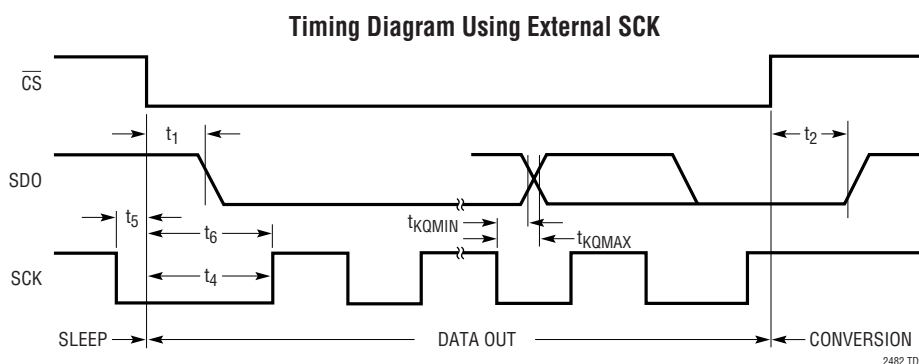 Timing Diagram Using External SCK
CS
t1
t2
SDO
t5
t6
tKQMIN
tKQMAX
SCK
t4
SLEEP
DATA OUT
CONVERSION
2482 TD